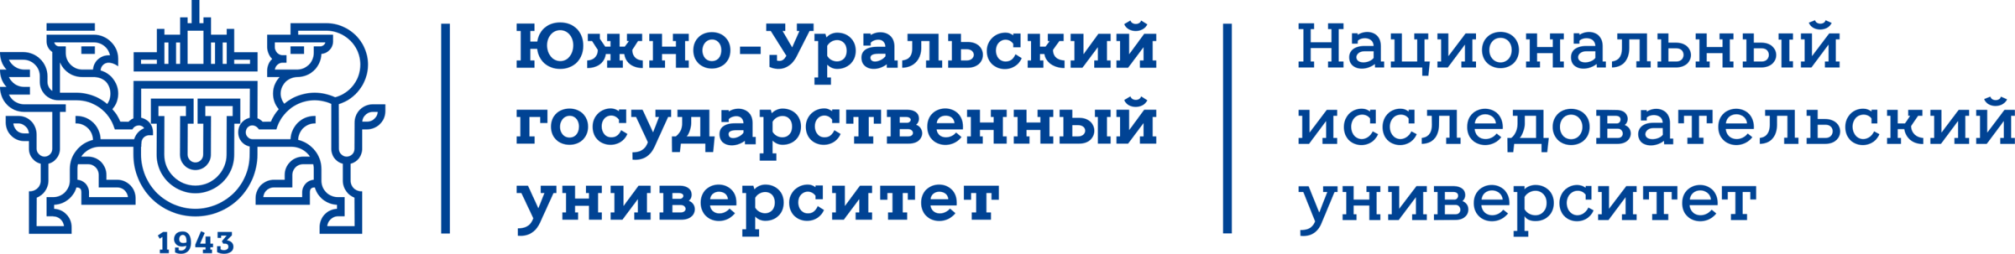 1943
Южно-Уральский
государственный
университет
Национальный
исследовательский
университет